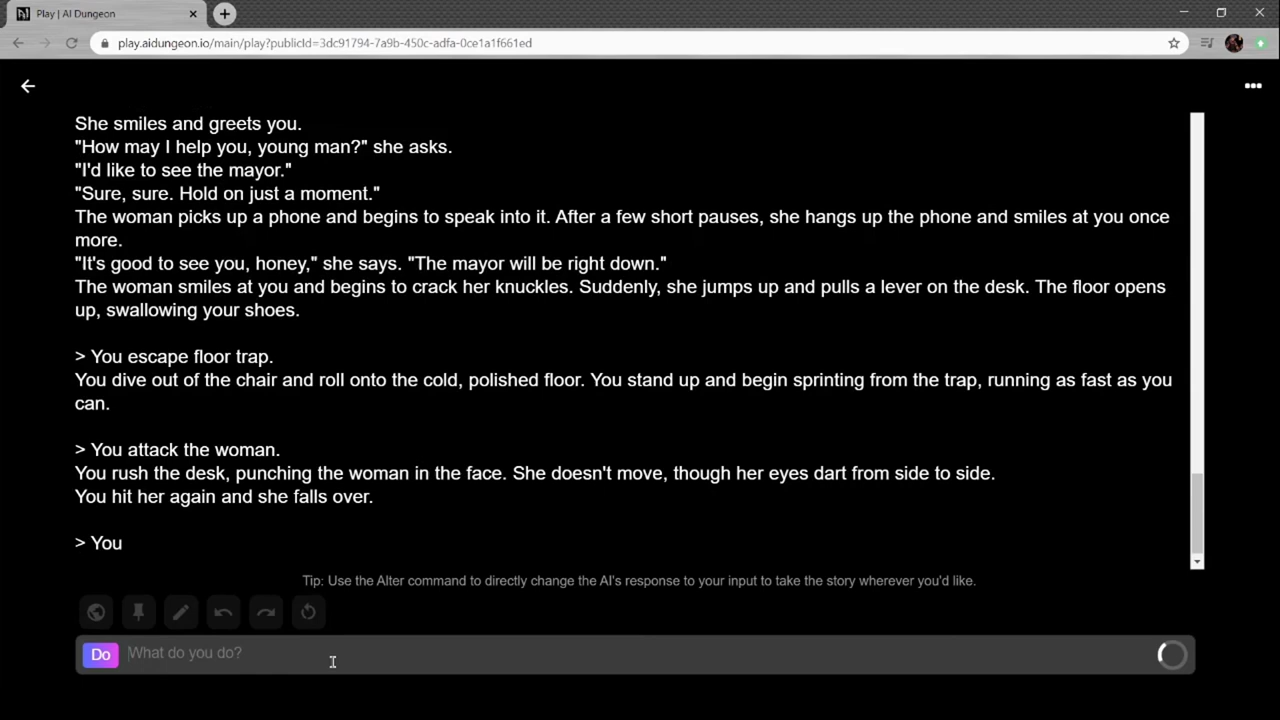 Play | AI Dungeon
play.aidungeon.io/main/play?publicId=3dc91794-7a9b-450c-adfa-0ce1a1f661ed
She smiles and greets you.
"How may I help you, young man?" she asks.
"I'd like to see the mayor."
"Sure, sure. Hold on just a moment."
The woman picks up a phone and begins to speak into it. After a few short pauses, she hangs up the phone and smiles at you once
more.
"It's good to see you, honey," she says. "The mayor will be right down."
The woman smiles at you and begins to crack her knuckles. Suddenly, she jumps up and pulls a lever on the desk. The floor opens
up, swallowing your shoes.
> You escape floor trap.
You dive out of the chair and roll onto the cold, polished floor. You stand up and begin sprinting from the trap, running as fast as you
can.
> You attack the woman.
You rush the desk, punching the woman in the face. She doesn't move, though her eyes dart from side to side.
You hit her again and she falls over.
> You
Tip: Use the Alter command to directly change the AI's response to your input to take the story wherever you'd like.
Do What do you do?